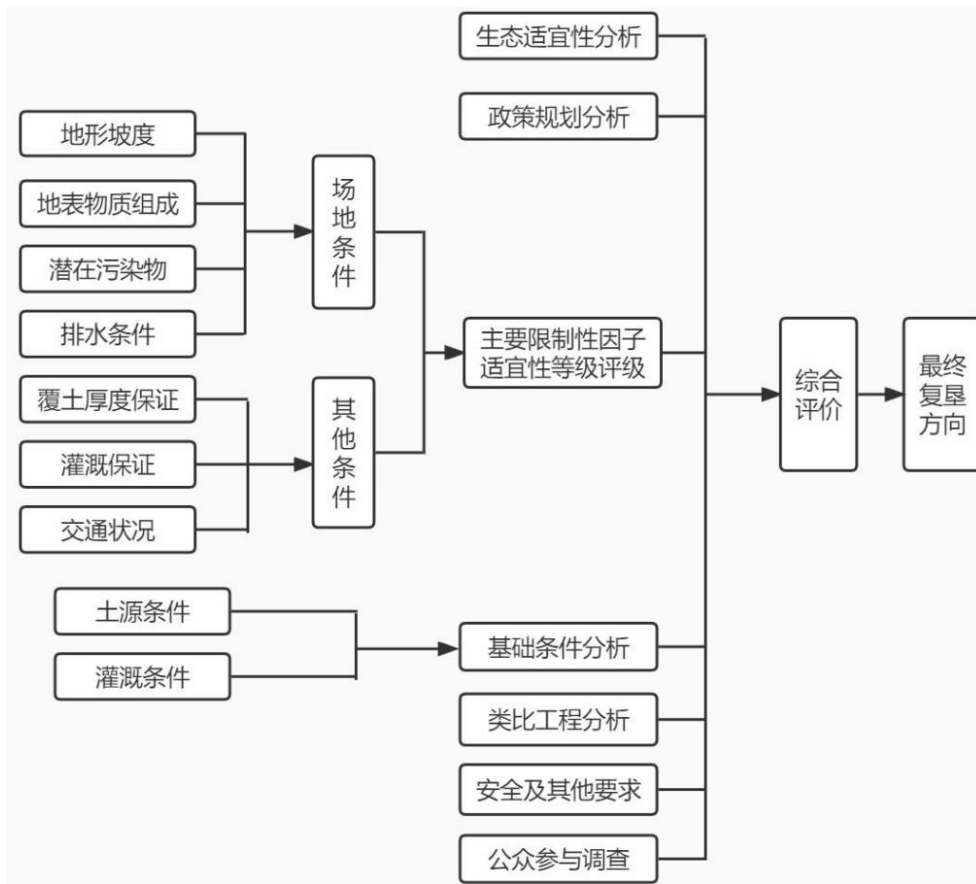 生态适宜性分析
政策规划分析
地形坡度
地表物质组成
潜在污染物
排水条件
场地条件
覆土厚度保证
灌溉保证
交通状况
其他条件
主要限制性因子
适宜性等级评级
土源条件
灌溉条件
基础条件分析
类比工程分析
安全及其他要求
公众参与调查
综合
评价
最终
复垦
方向